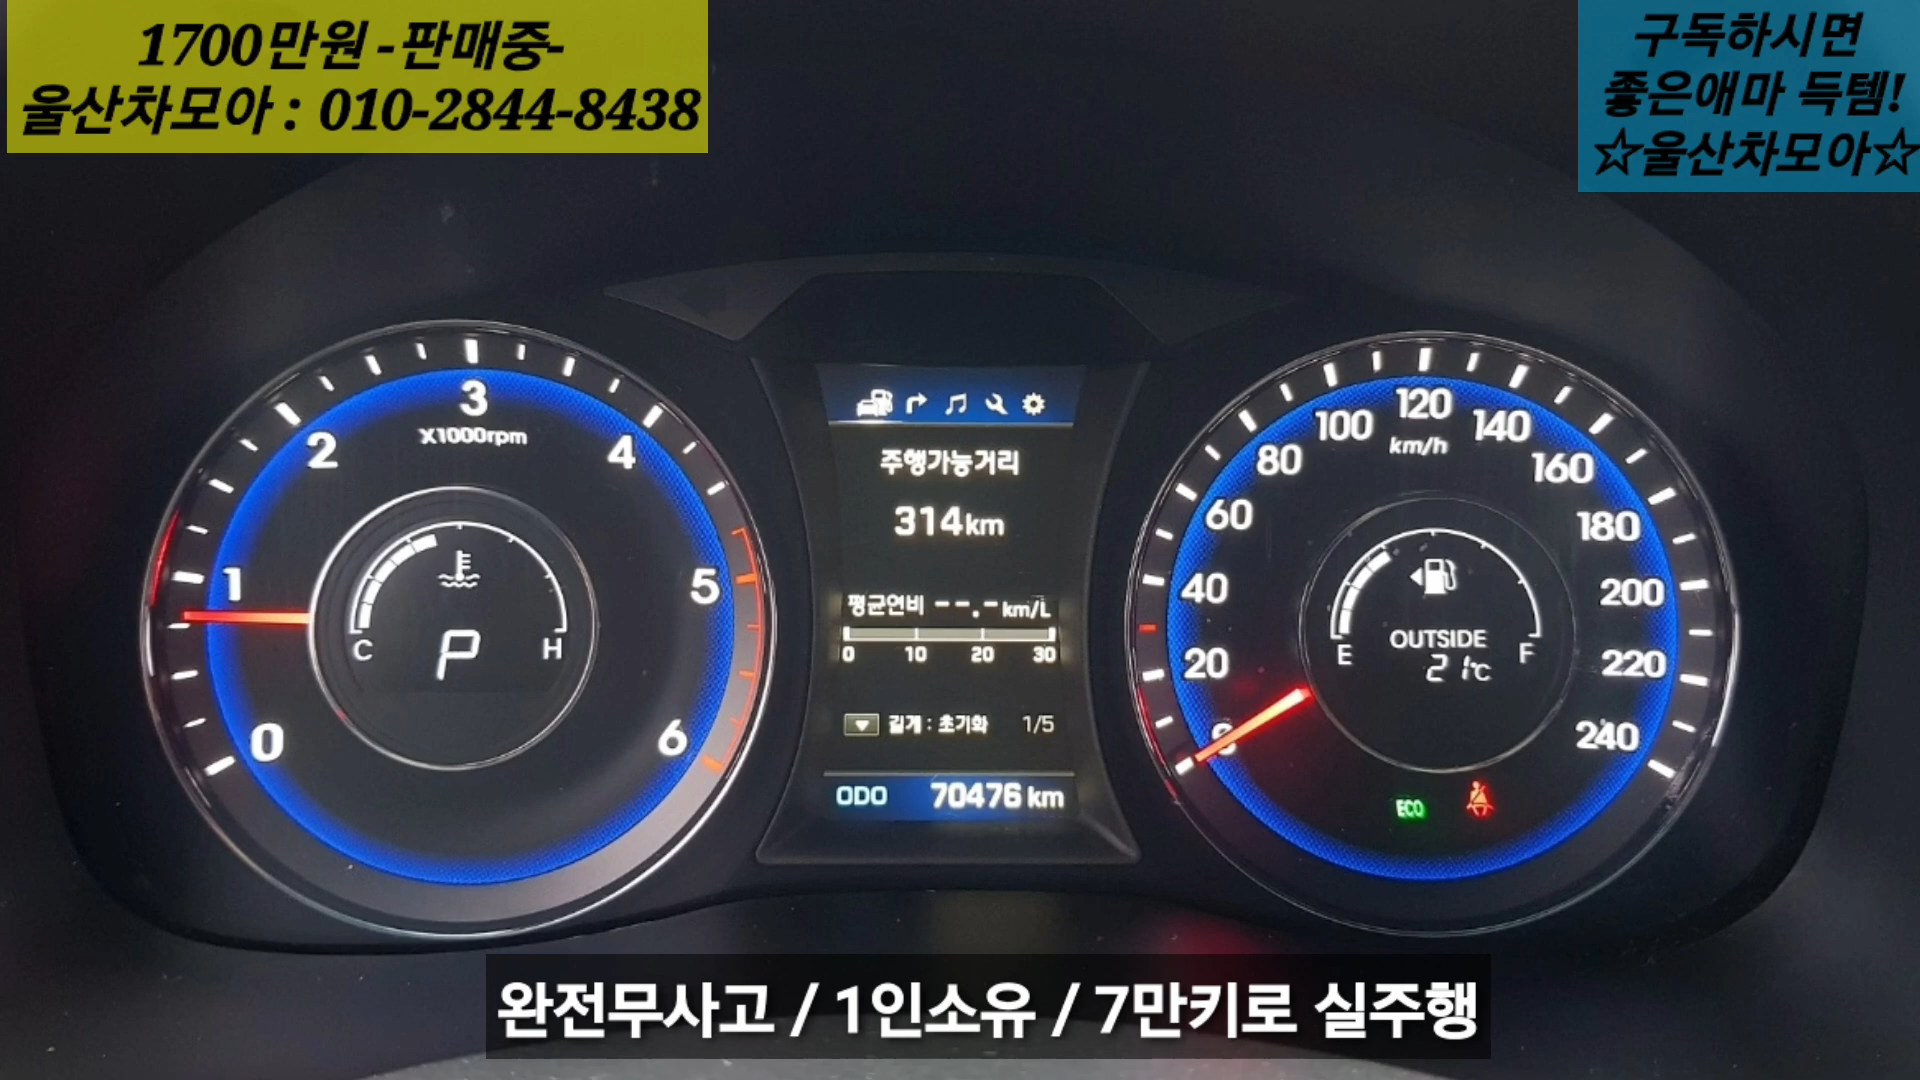 1700만원 -판매중-
울산차모아 : 010-2844-8438
구독하시면
좋은애마 득템!
☆울산차모아☆
0
1
2
3
4
5
6
X1000rpm
C
H
P
주행가능거리
314km
평균연비 --.- km/L
0 10 20 30
길게 : 초기화 1/5
ODO 70476 km
0
20
40
60
80
100
120
140
160
180
200
220
240
km/h
E
F
OUTSIDE
21℃
ECO
완전무사고 / 1인소유 / 7만키로 실주행